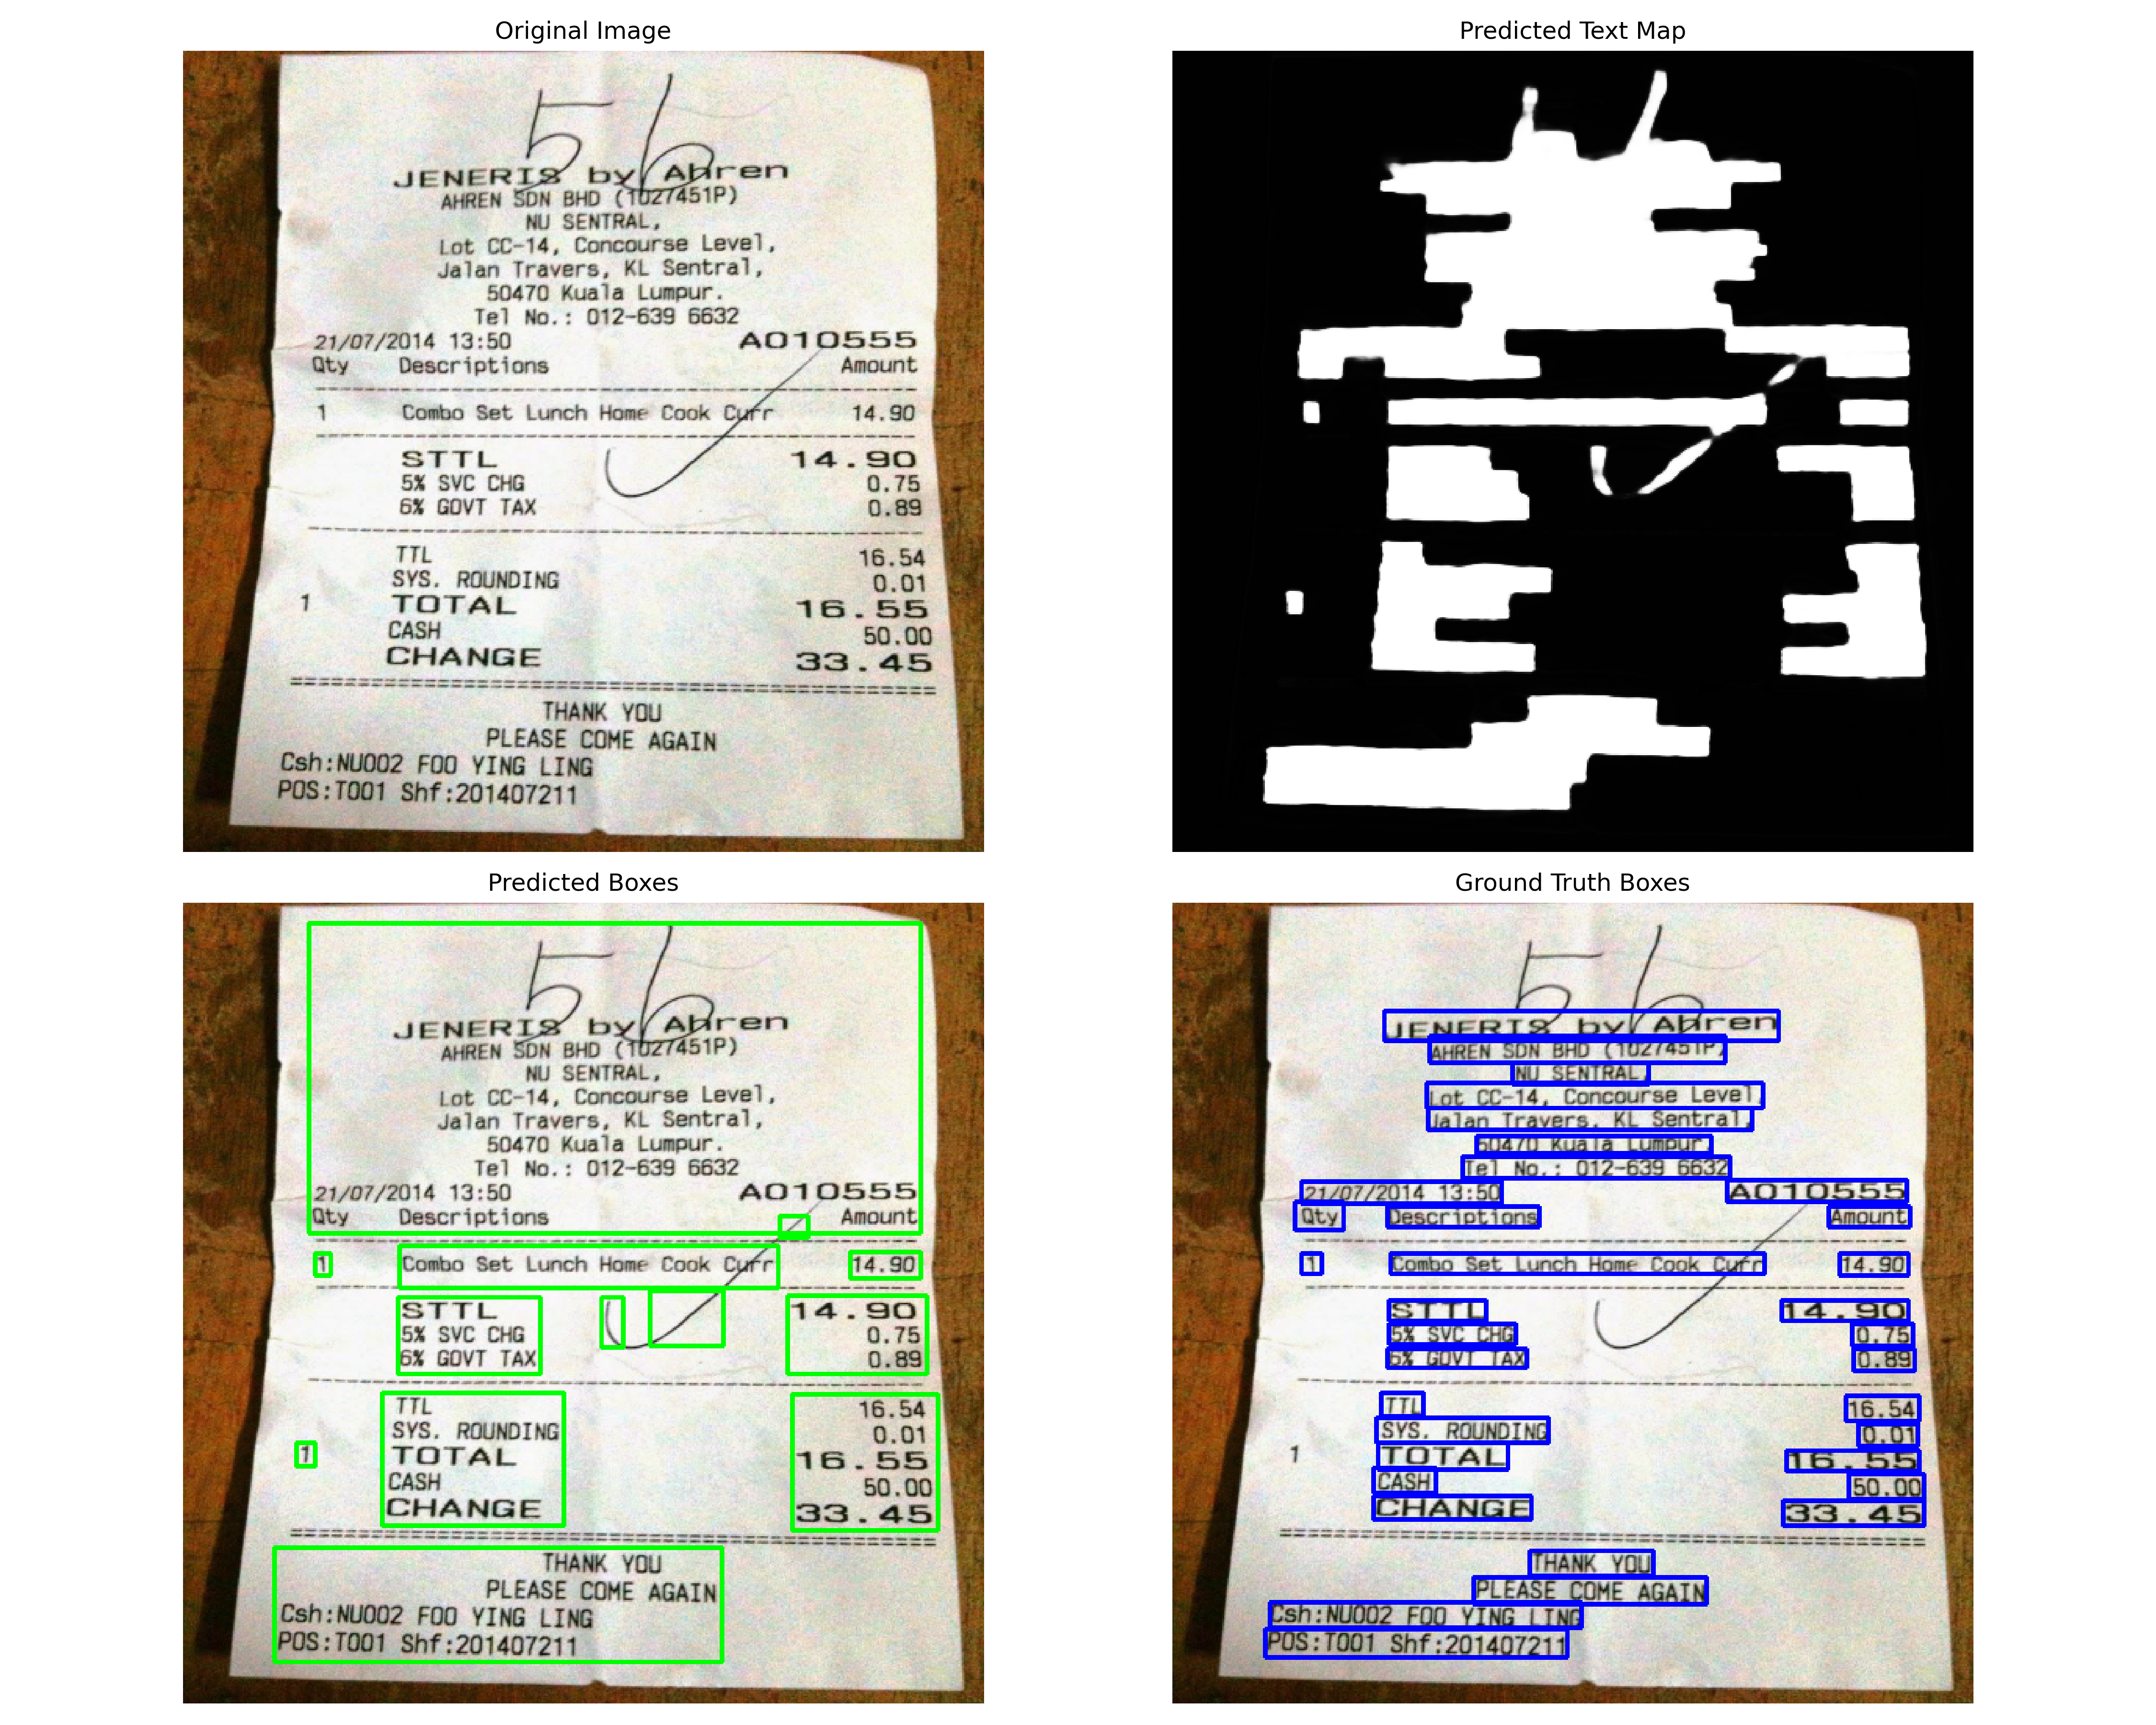 Original Image
5 6
JENERIS by Ahren
AHREN SDN BHD (1027451P)
NU SENTRAL,
Lot CC-14, Concourse Level,
Jalan Travers, KL Sentral,
50470 Kuala Lumpur.
Tel No.: 012-639 6632
21/07/2014 13:50 A010555
Qty Descriptions Amount
1 Combo Set Lunch Home Cook Curr 14.90
STTL 14.90
5% SVC CHG 0.75
6% GOVT TAX 0.89
TTL 16.54
SYS. ROUNDING 0.01
1 TOTAL 16.55
CASH 50.00
CHANGE 33.45
THANK YOU
PLEASE COME AGAIN
Csh:NU002 FOO YING LING
POS:T001 Shf:201407211
Predicted Text Map
Predicted Boxes
5 6
JENERIS by Ahren
AHREN SDN BHD (1027451P)
NU SENTRAL,
Lot CC-14, Concourse Level,
Jalan Travers, KL Sentral,
50470 Kuala Lumpur.
Tel No.: 012-639 6632
21/07/2014 13:50 A010555
Qty Descriptions Amount
1 Combo Set Lunch Home Cook Curr 14.90
STTL 14.90
5% SVC CHG 0.75
6% GOVT TAX 0.89
TTL 16.54
SYS. ROUNDING 0.01
1 TOTAL 16.55
CASH 50.00
CHANGE 33.45
THANK YOU
PLEASE COME AGAIN
Csh:NU002 FOO YING LING
POS:T001 Shf:201407211
Ground Truth Boxes
5 6
JENERIS by Ahren
AHREN SDN BHD (1027451P)
NU SENTRAL,
Lot CC-14, Concourse Level,
Jalan Travers, KL Sentral,
50470 Kuala Lumpur.
Tel No.: 012-639 6632
21/07/2014 13:50 A010555
Qty Descriptions Amount
1 Combo Set Lunch Home Cook Curr 14.90
STTL 14.90
5% SVC CHG 0.75
6% GOVT TAX 0.89
TTL 16.54
SYS. ROUNDING 0.01
1 TOTAL 16.55
CASH 50.00
CHANGE 33.45
THANK YOU
PLEASE COME AGAIN
Csh:NU002 FOO YING LING
POS:T001 Shf:201407211